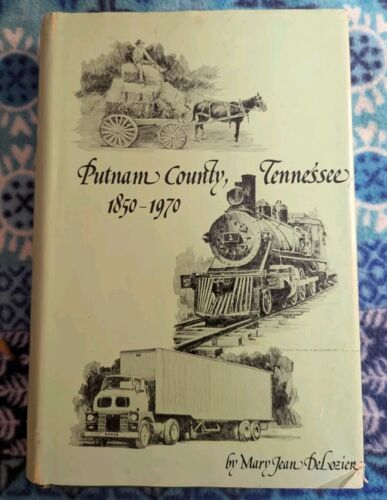 Putnam County, Tennessee,
1850-1970
by Mary Jean DeLozier